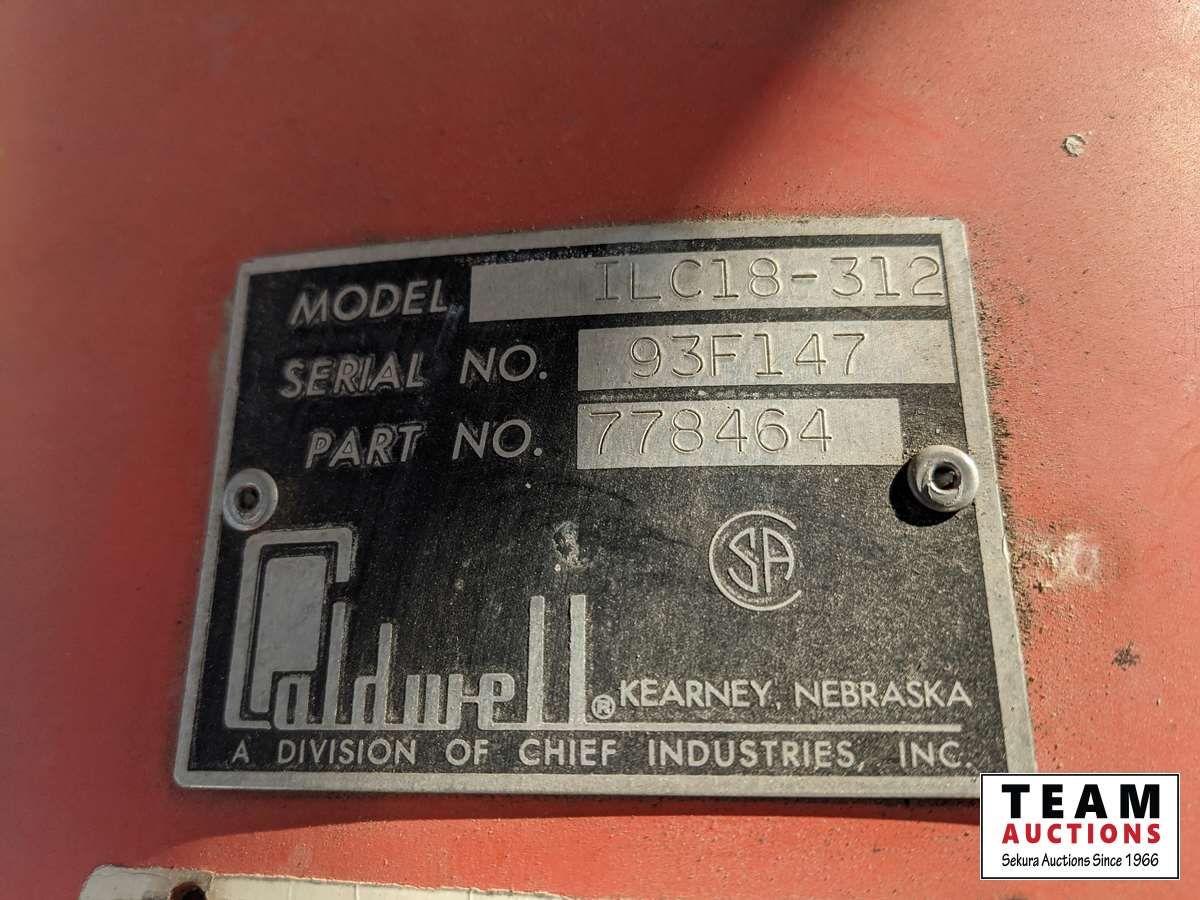 MODEL ILC18-312
SERIAL NO. 93F147
PART NO. 778464
CSA
Caldwell® KEARNEY, NEBRASKA
A DIVISION OF CHIEF INDUSTRIES, INC.
TEAM
AUCTIONS
Sekura Auctions Since 1966